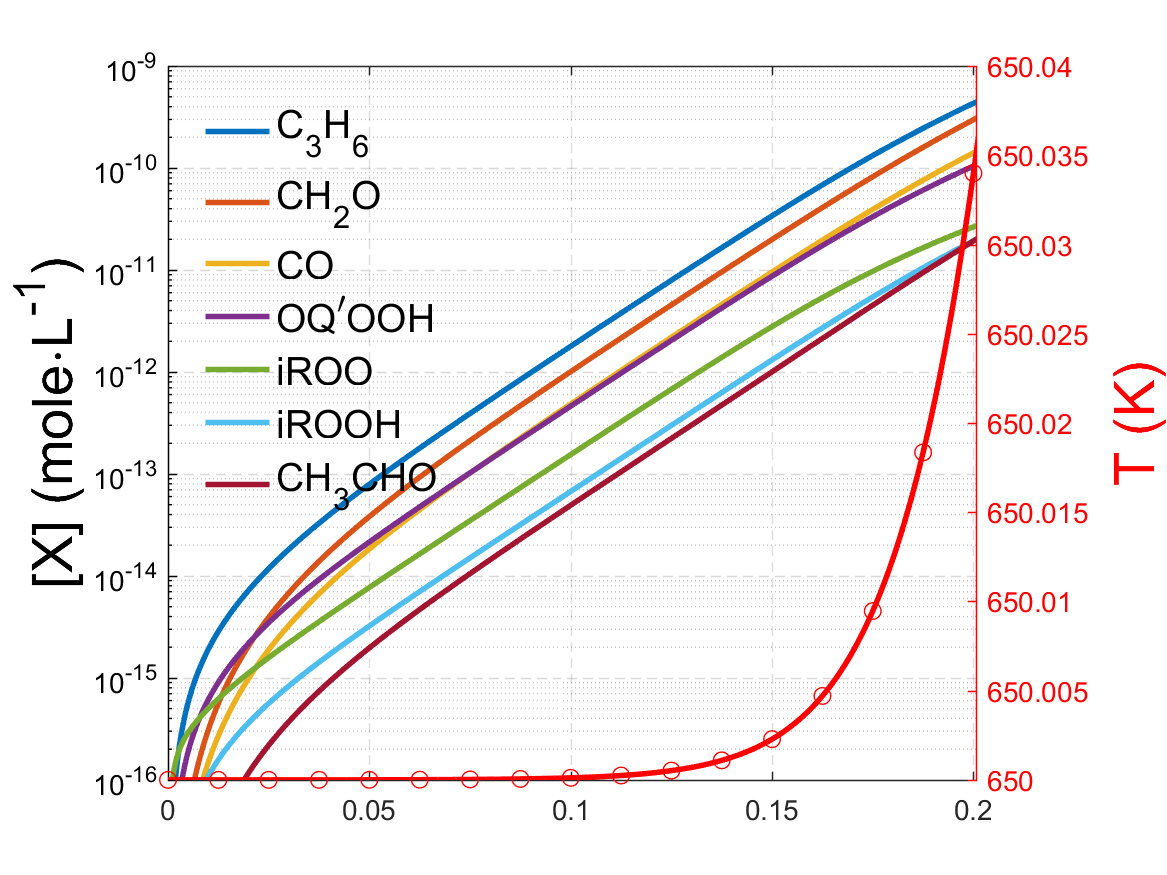 10⁻⁹
10⁻¹⁰
10⁻¹¹
10⁻¹²
10⁻¹³
10⁻¹⁴
10⁻¹⁵
10⁻¹⁶
[X] (mole·L⁻¹)
C₃H₆
CH₂O
CO
OQ′OOH
iROO
iROOH
CH₃CHO
650.04
650.035
650.03
650.025
650.02
650.015
650.01
650.005
650
T (K)
0 0.05 0.1 0.15 0.2